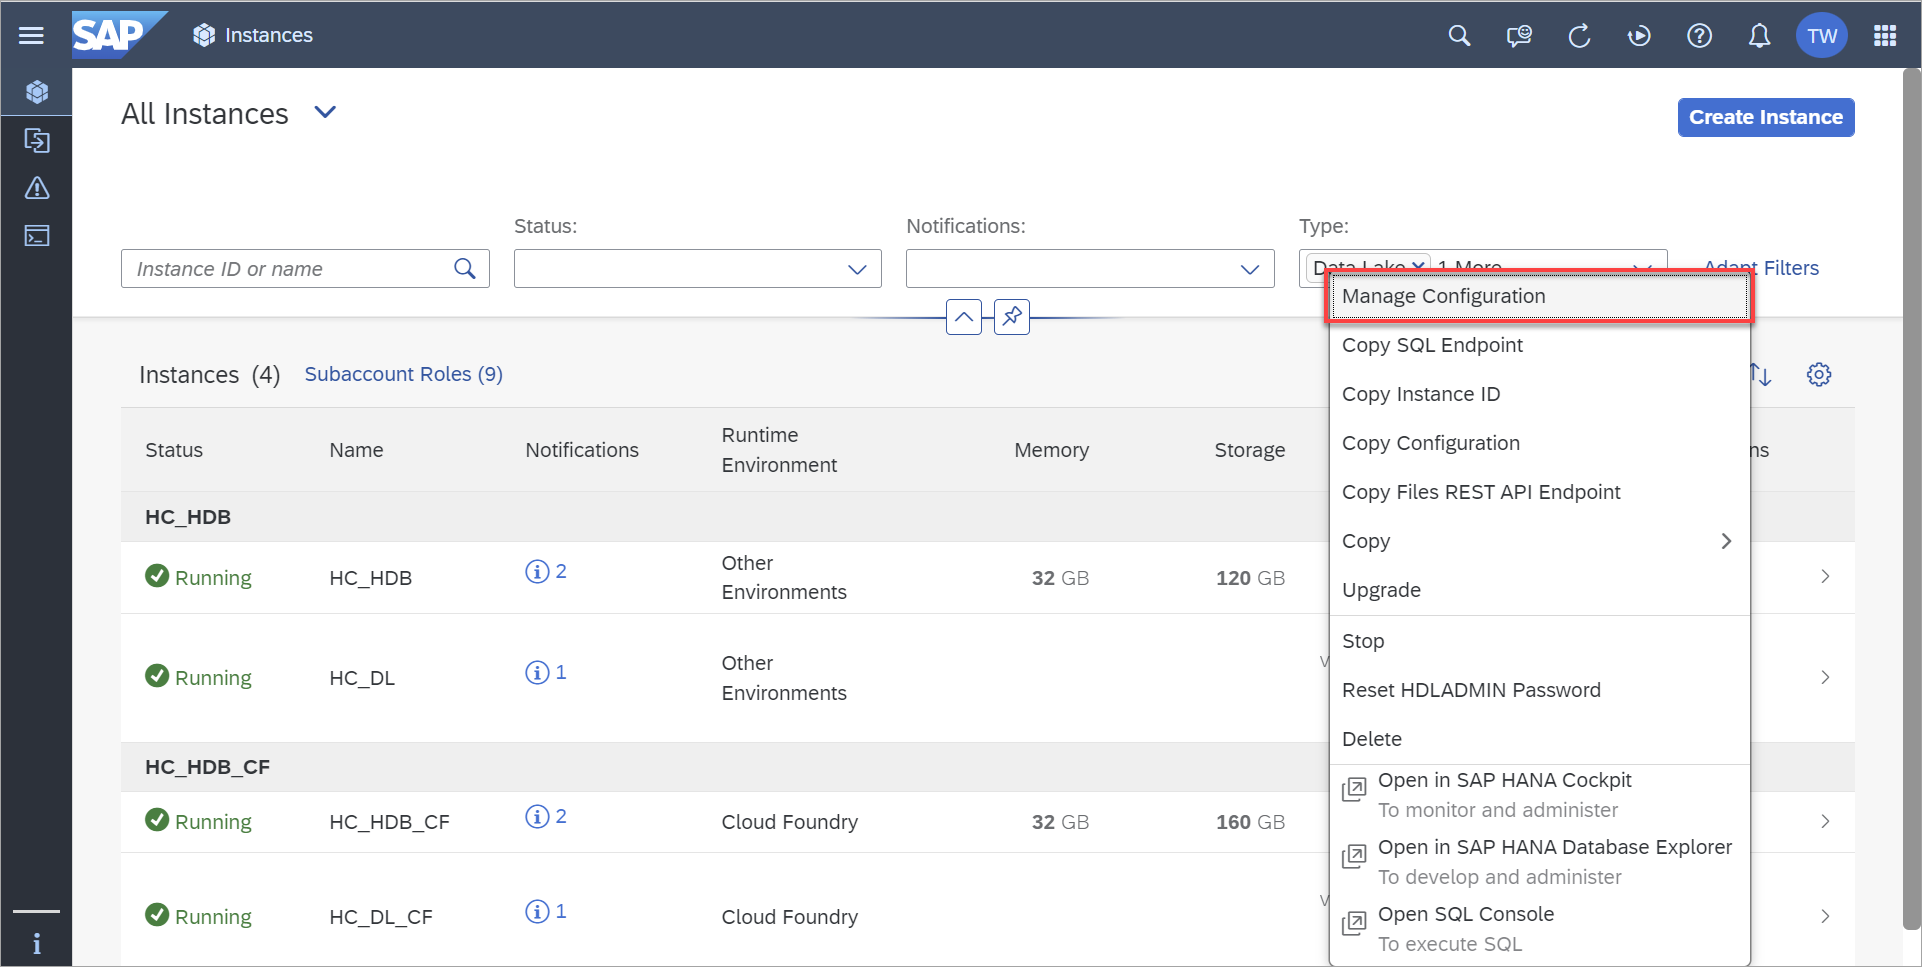 SAP
Instances
TW
All Instances
Create Instance
Status:
Notifications:
Type:
Instance ID or name
Data Lake
1 More
Adapt Filters
Manage Configuration
Copy SQL Endpoint
Copy Instance ID
Copy Configuration
Copy Files REST API Endpoint
Copy
Upgrade
Stop
Reset HDLADMIN Password
Delete
Open in SAP HANA Cockpit
To monitor and administer
Open in SAP HANA Database Explorer
To develop and administer
Open SQL Console
To execute SQL
Instances (4)
Subaccount Roles (9)
Status
Name
Notifications
Runtime
Environment
Memory
Storage
ns
HC_HDB
Running
HC_HDB
2
Other
Environments
32 GB
120 GB
Running
HC_DL
1
Other
Environments
V
HC_HDB_CF
Running
HC_HDB_CF
2
Cloud Foundry
32 GB
160 GB
Running
HC_DL_CF
1
Cloud Foundry
V